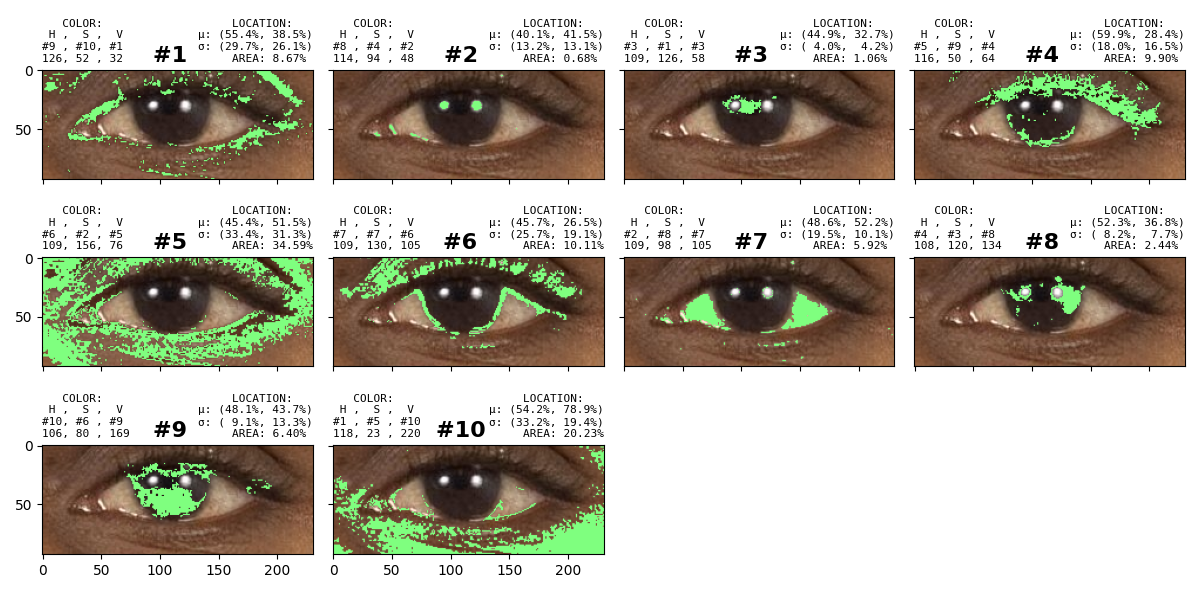 COLOR: LOCATION:
H , S , V μ: (55.4%, 38.5%)
#9 , #10, #1 #1 σ: (29.7%, 26.1%)
126, 52 , 32 AREA: 8.67%
COLOR: LOCATION:
H , S , V μ: (40.1%, 41.5%)
#8 , #4 , #2 #2 σ: (13.2%, 13.1%)
114, 94 , 48 AREA: 0.68%
COLOR: LOCATION:
H , S , V μ: (44.9%, 32.7%)
#3 , #1 , #3 #3 σ: ( 4.0%, 4.2%)
109, 126, 58 AREA: 1.06%
COLOR: LOCATION:
H , S , V μ: (59.9%, 28.4%)
#5 , #9 , #4 #4 σ: (18.0%, 16.5%)
116, 50 , 64 AREA: 9.90%
0
50
COLOR: LOCATION:
H , S , V μ: (45.4%, 51.5%)
#6 , #2 , #5 #5 σ: (33.4%, 31.3%)
109, 156, 76 AREA: 34.59%
COLOR: LOCATION:
H , S , V μ: (45.7%, 26.5%)
#7 , #7 , #6 #6 σ: (25.7%, 19.1%)
109, 130, 105 AREA: 10.11%
COLOR: LOCATION:
H , S , V μ: (48.6%, 52.2%)
#2 , #8 , #7 #7 σ: (19.5%, 10.1%)
109, 98 , 105 AREA: 5.92%
COLOR: LOCATION:
H , S , V μ: (52.3%, 36.8%)
#4 , #3 , #8 #8 σ: ( 8.2%, 7.7%)
108, 120, 134 AREA: 2.44%
0
50
COLOR: LOCATION:
H , S , V μ: (48.1%, 43.7%)
#10, #6 , #9 #9 σ: ( 9.1%, 13.3%)
106, 80 , 169 AREA: 6.40%
COLOR: LOCATION:
H , S , V μ: (54.2%, 78.9%)
#1 , #5 , #10 #10 σ: (33.2%, 19.4%)
118, 23 , 220 AREA: 20.23%
0
50
0 50 100 150 200
0 50 100 150 200